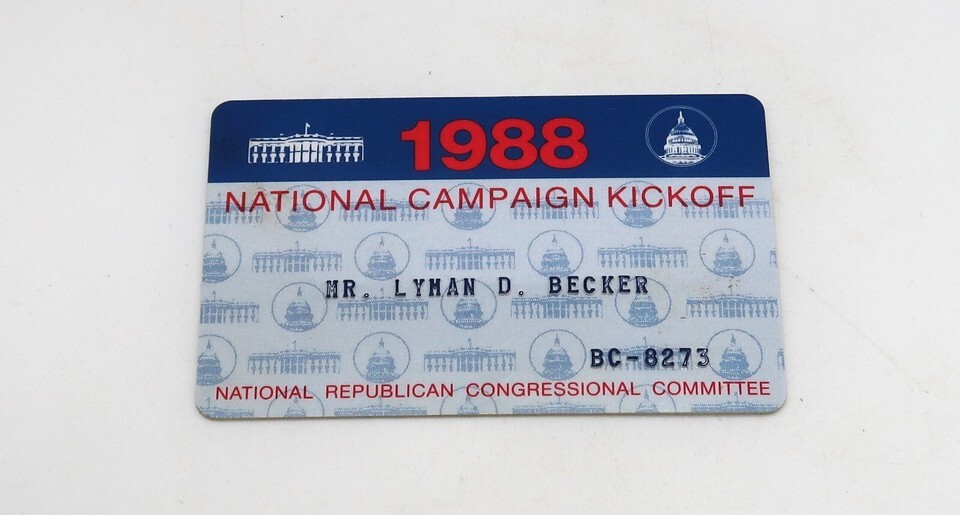 1988
NATIONAL CAMPAIGN KICKOFF
MR. LYMAN D. BECKER
BC-8273
NATIONAL REPUBLICAN CONGRESSIONAL COMMITTEE